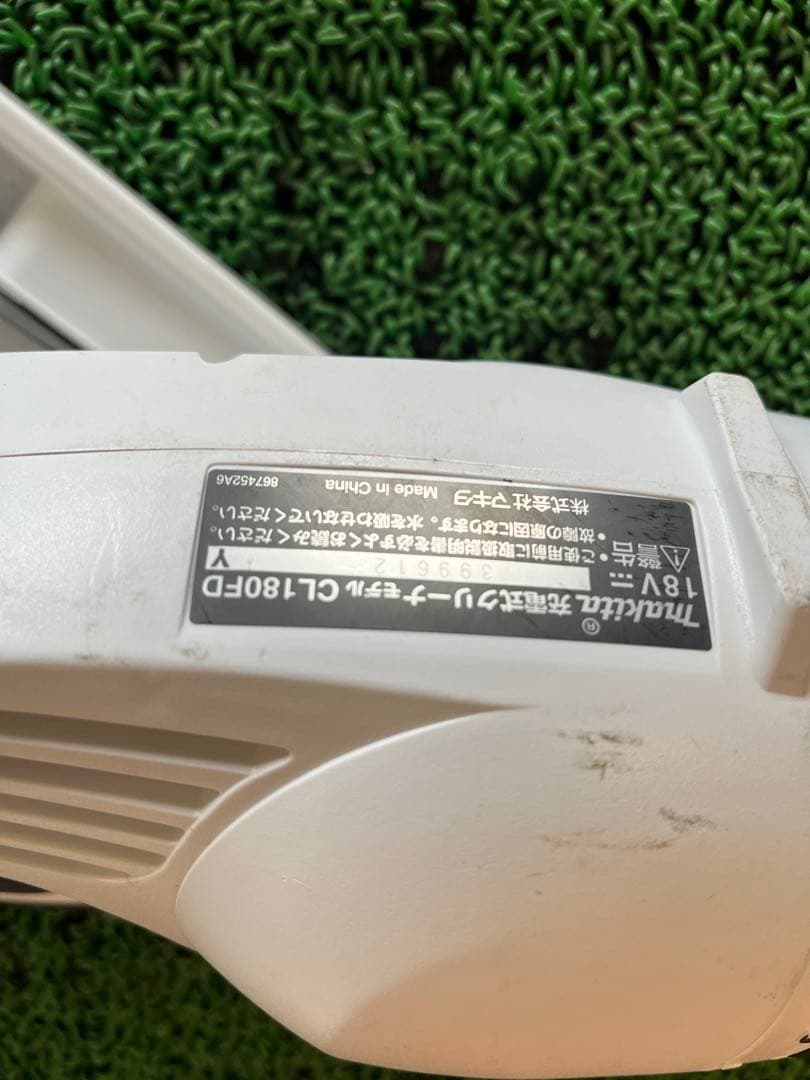 makita® 充電式クリーナモデル CL180FD
18V⎓ 399612 Y
⚠警告
●ご使用前に取扱説明書を必ずよくお読みください。
●故障の原因になります。水を吸わせないでください。
株式会社マキタ Made in China 867452A6